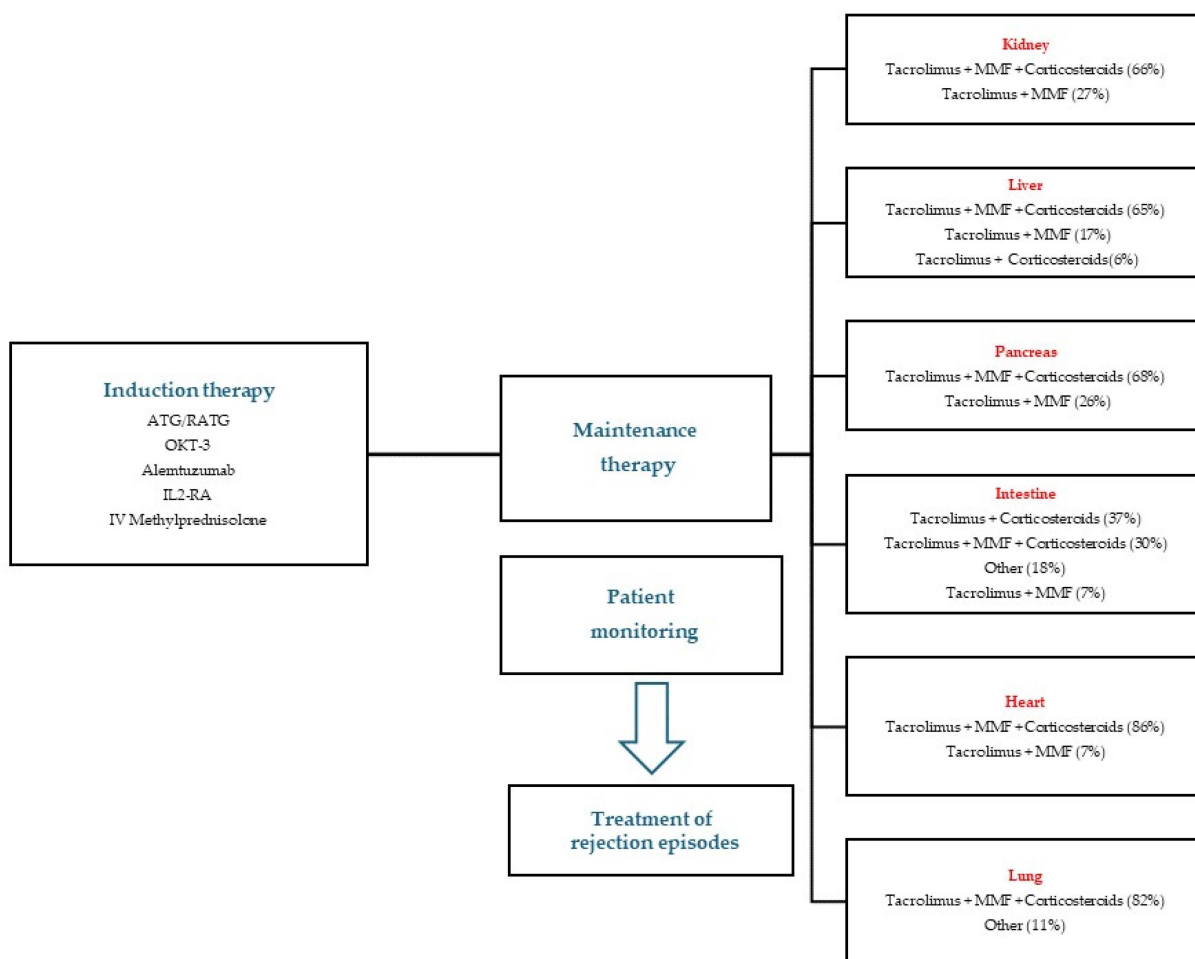 Induction therapy
ATG/RATG
OKT-3
Alemtuzumab
IL2-RA
IV Methylprednisolone
Maintenance
therapy
Patient
monitoring
Treatment of
rejection episodes
Kidney
Tacrolimus + MMF +Corticosteroids (66%)
Tacrolimus + MMF (27%)
Liver
Tacrolimus + MMF +Corticosteroids (65%)
Tacrolimus + MMF (17%)
Tacrolimus + Corticosteroids(6%)
Pancreas
Tacrolimus + MMF +Corticosteroids (68%)
Tacrolimus + MMF (26%)
Intestine
Tacrolimus + Corticosteroids (37%)
Tacrolimus + MMF +Corticosteroids (30%)
Other (18%)
Tacrolimus + MMF (7%)
Heart
Tacrolimus + MMF +Corticosteroids (86%)
Tacrolimus + MMF (7%)
Lung
Tacrolimus + MMF +Corticosteroids (82%)
Other (11%)